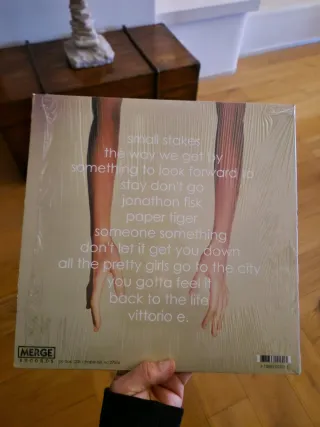 small stakes
the way we get by
something to look forward to
stay don't go
jonathon fisk
paper tiger
someone something
don't let it get you down
all the pretty girls go to the city
you gotta feel it
back to the life
vittorio e.
MERGE
RECORDS